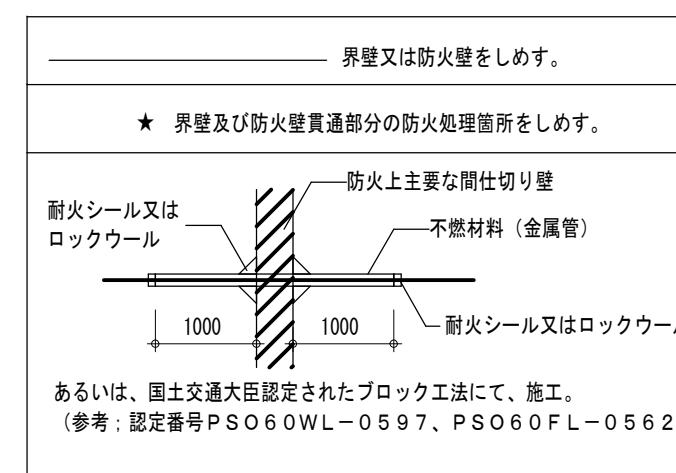 界壁又は防火壁をしめす。
★ 界壁及び防火壁貫通部分の防火処理箇所をしめす。
防火上主要な間仕切り壁
耐火シール又は
ロックウール
不燃材料（金属管）
1000
1000
耐火シール又はロックウール
あるいは、国土交通大臣認定されたブロック工法にて、施工。
（参考；認定番号ＰＳＯ６０ＷＬ－０５９７、ＰＳＯ６０ＦＬ－０５６２